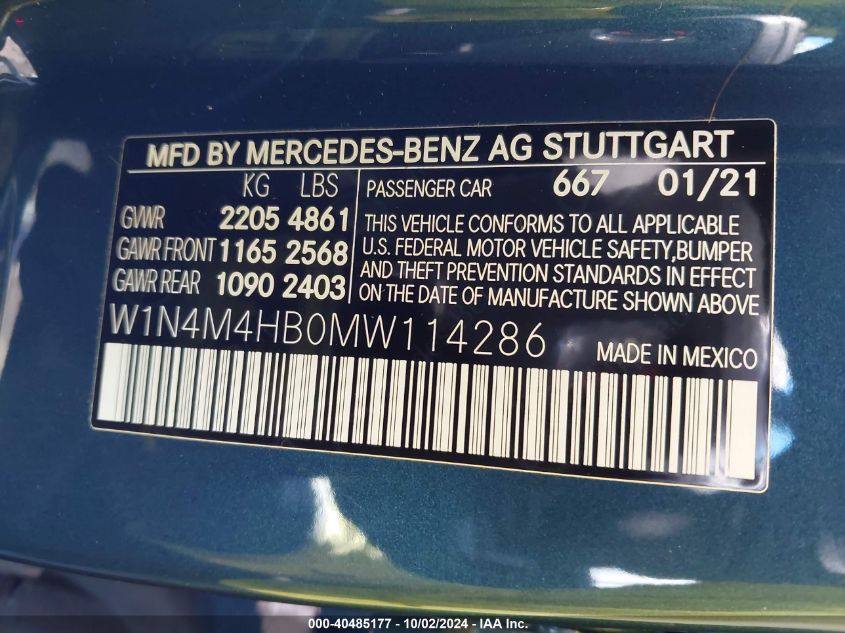 MFD BY MERCEDES-BENZ AG STUTTGART
KG LBS
GVWR 2205 4861
GAWR FRONT 1165 2568
GAWR REAR 1090 2403
PASSENGER CAR 667 01/21
THIS VEHICLE CONFORMS TO ALL APPLICABLE
U.S. FEDERAL MOTOR VEHICLE SAFETY,BUMPER
AND THEFT PREVENTION STANDARDS IN EFFECT
ON THE DATE OF MANUFACTURE SHOWN ABOVE
W1N4M4HB0MW114286
MADE IN MEXICO
000-40485177 - 10/02/2024 - IAA Inc.